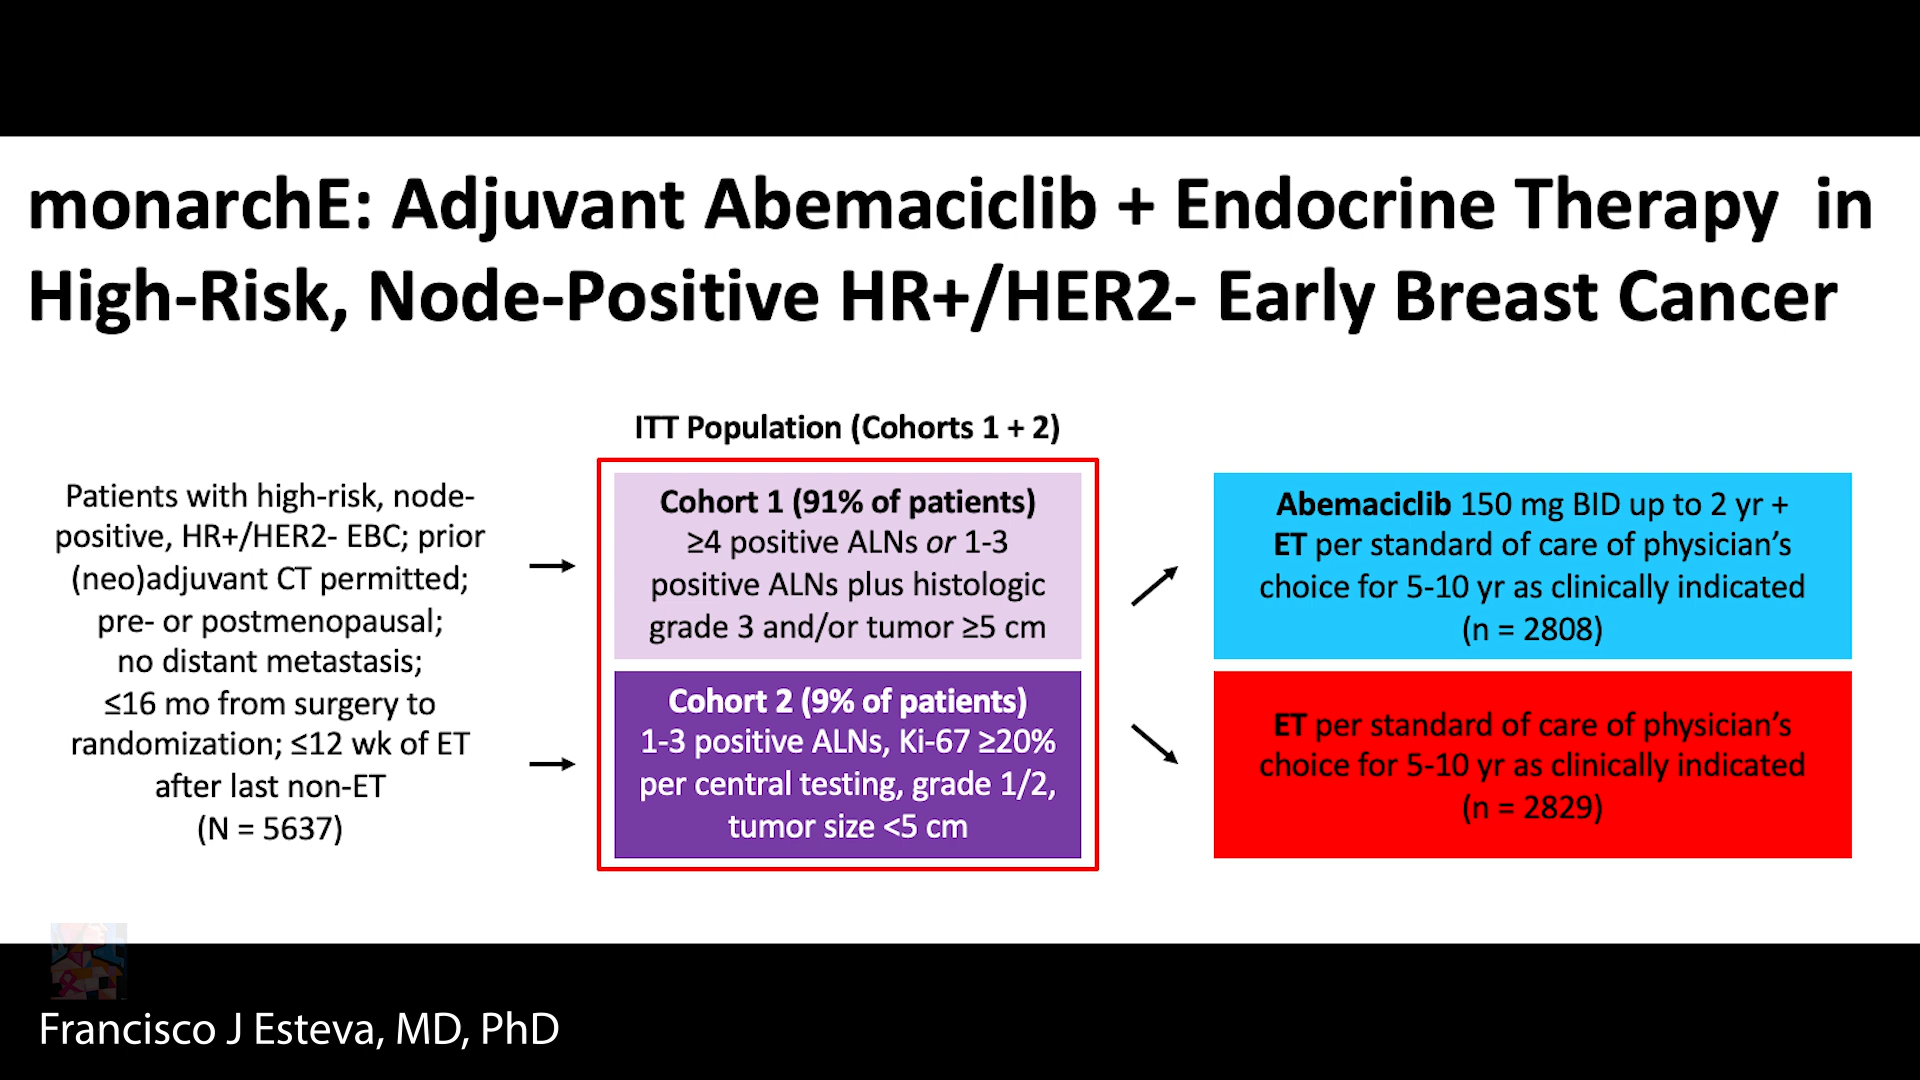 monarchE: Adjuvant Abemaciclib + Endocrine Therapy in
High-Risk, Node-Positive HR+/HER2- Early Breast Cancer
Patients with high-risk, node-
positive, HR+/HER2- EBC; prior
(neo)adjuvant CT permitted;
pre- or postmenopausal;
no distant metastasis;
≤16 mo from surgery to
randomization; ≤12 wk of ET
after last non-ET
(N = 5637)
ITT Population (Cohorts 1 + 2)
Cohort 1 (91% of patients)
≥4 positive ALNs or 1-3
positive ALNs plus histologic
grade 3 and/or tumor ≥5 cm
Cohort 2 (9% of patients)
1-3 positive ALNs, Ki-67 ≥20%
per central testing, grade 1/2,
tumor size <5 cm
Abemaciclib 150 mg BID up to 2 yr +
ET per standard of care of physician’s
choice for 5-10 yr as clinically indicated
(n = 2808)
ET per standard of care of physician’s
choice for 5-10 yr as clinically indicated
(n = 2829)
Francisco J Esteva, MD, PhD